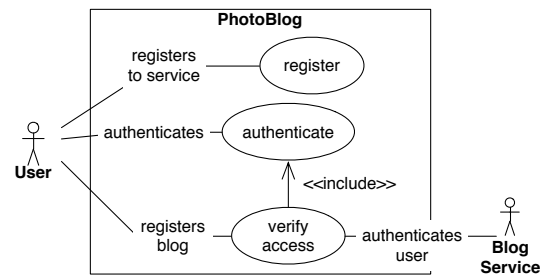 PhotoBlog
registers
to service
register
authenticates
authenticate
User
<<include>>
registers
blog
verify
access
authenticates
user
Blog
Service